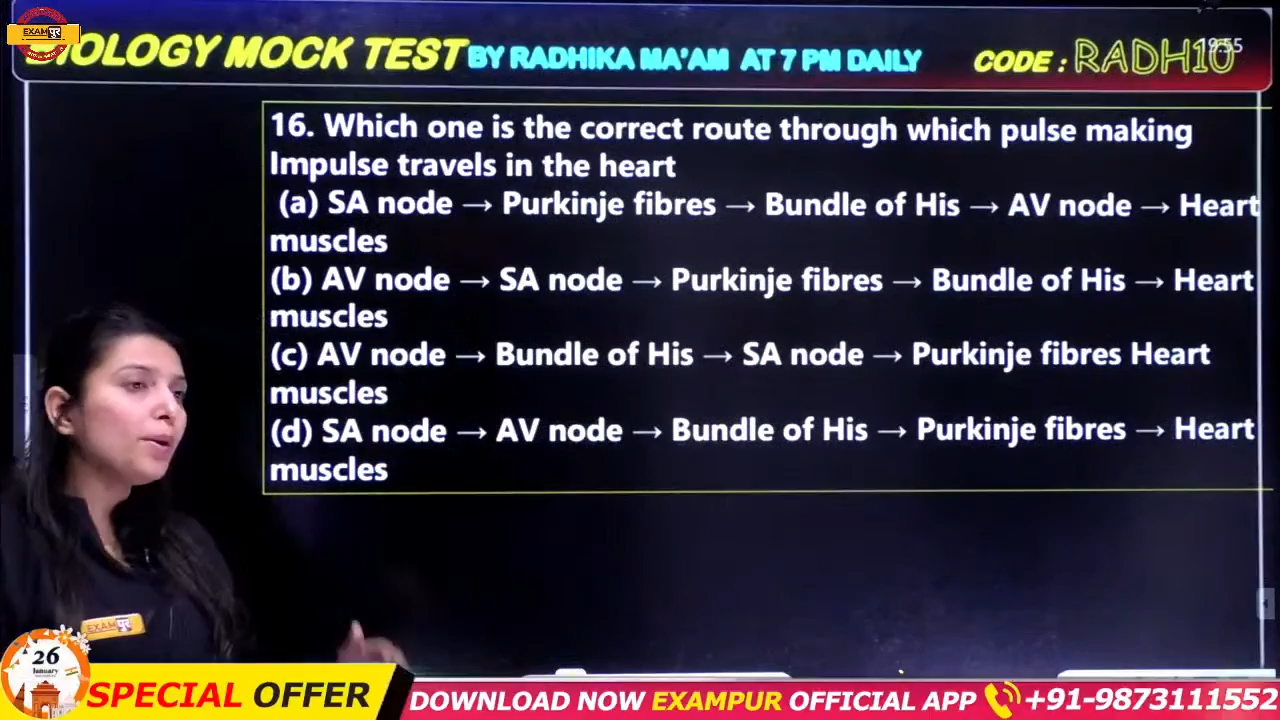 EXAMपुर
BIOLOGY MOCK TEST BY RADHIKA MA'AM AT 7 PM DAILY
CODE : RADH10
19:55
16. Which one is the correct route through which pulse making
Impulse travels in the heart
(a) SA node → Purkinje fibres → Bundle of His → AV node → Heart
muscles
(b) AV node → SA node → Purkinje fibres → Bundle of His → Heart
muscles
(c) AV node → Bundle of His → SA node → Purkinje fibres Heart
muscles
(d) SA node → AV node → Bundle of His → Purkinje fibres → Heart
muscles
EXAMपुर
26
January
SPECIAL OFFER
DOWNLOAD NOW EXAMPUR OFFICIAL APP
+91-9873111552